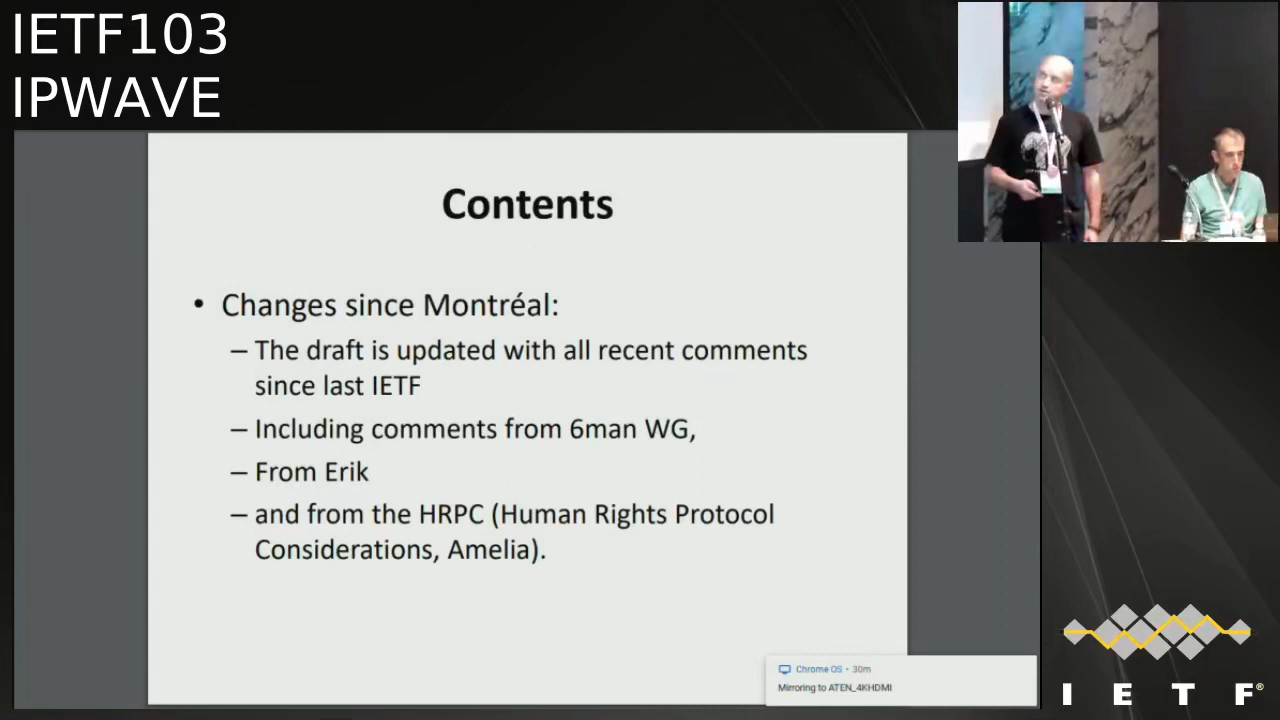 IETF103
IPWAVE
Contents
• Changes since Montréal:
– The draft is updated with all recent comments
since last IETF
– Including comments from 6man WG,
– From Erik
– and from the HRPC (Human Rights Protocol
Considerations, Amelia).
Chrome OS • 30m
Mirroring to ATEN_4KHDMI
I E T F®